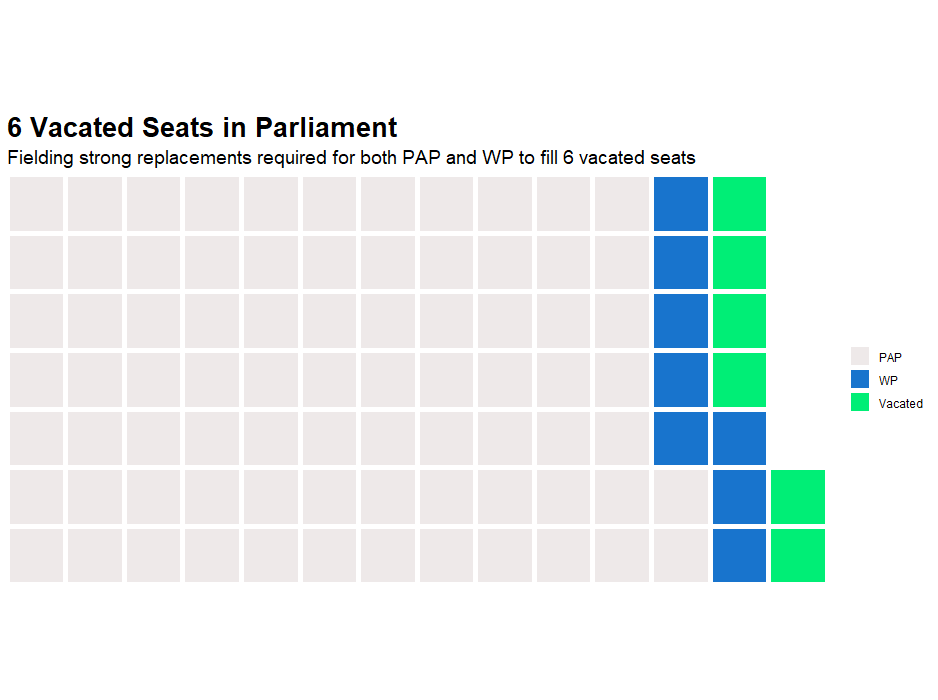 6 Vacated Seats in Parliament
Fielding strong replacements required for both PAP and WP to fill 6 vacated seats
PAP
WP
Vacated